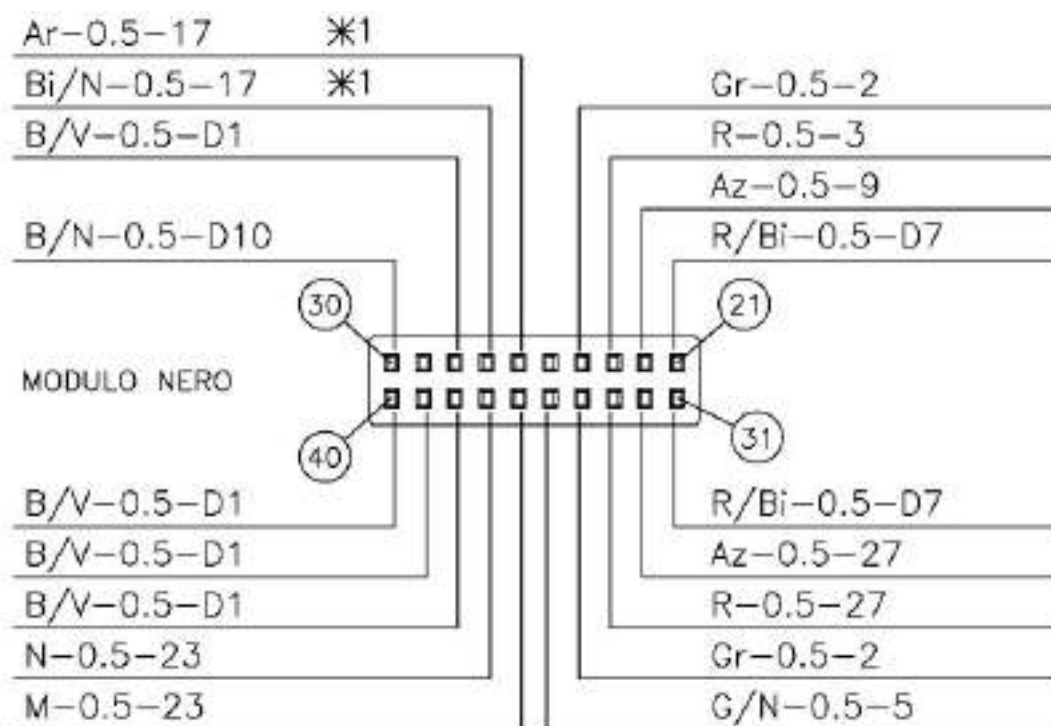 Ar-0.5-17 ※1
Bi/N-0.5-17 ※1
B/V-0.5-D1
B/N-0.5-D10
Gr-0.5-2
R-0.5-3
Az-0.5-9
R/Bi-0.5-D7
30
21
MODULO NERO
40
31
B/V-0.5-D1
B/V-0.5-D1
B/V-0.5-D1
N-0.5-23
M-0.5-23
R/Bi-0.5-D7
Az-0.5-27
R-0.5-27
Gr-0.5-2
G/N-0.5-5